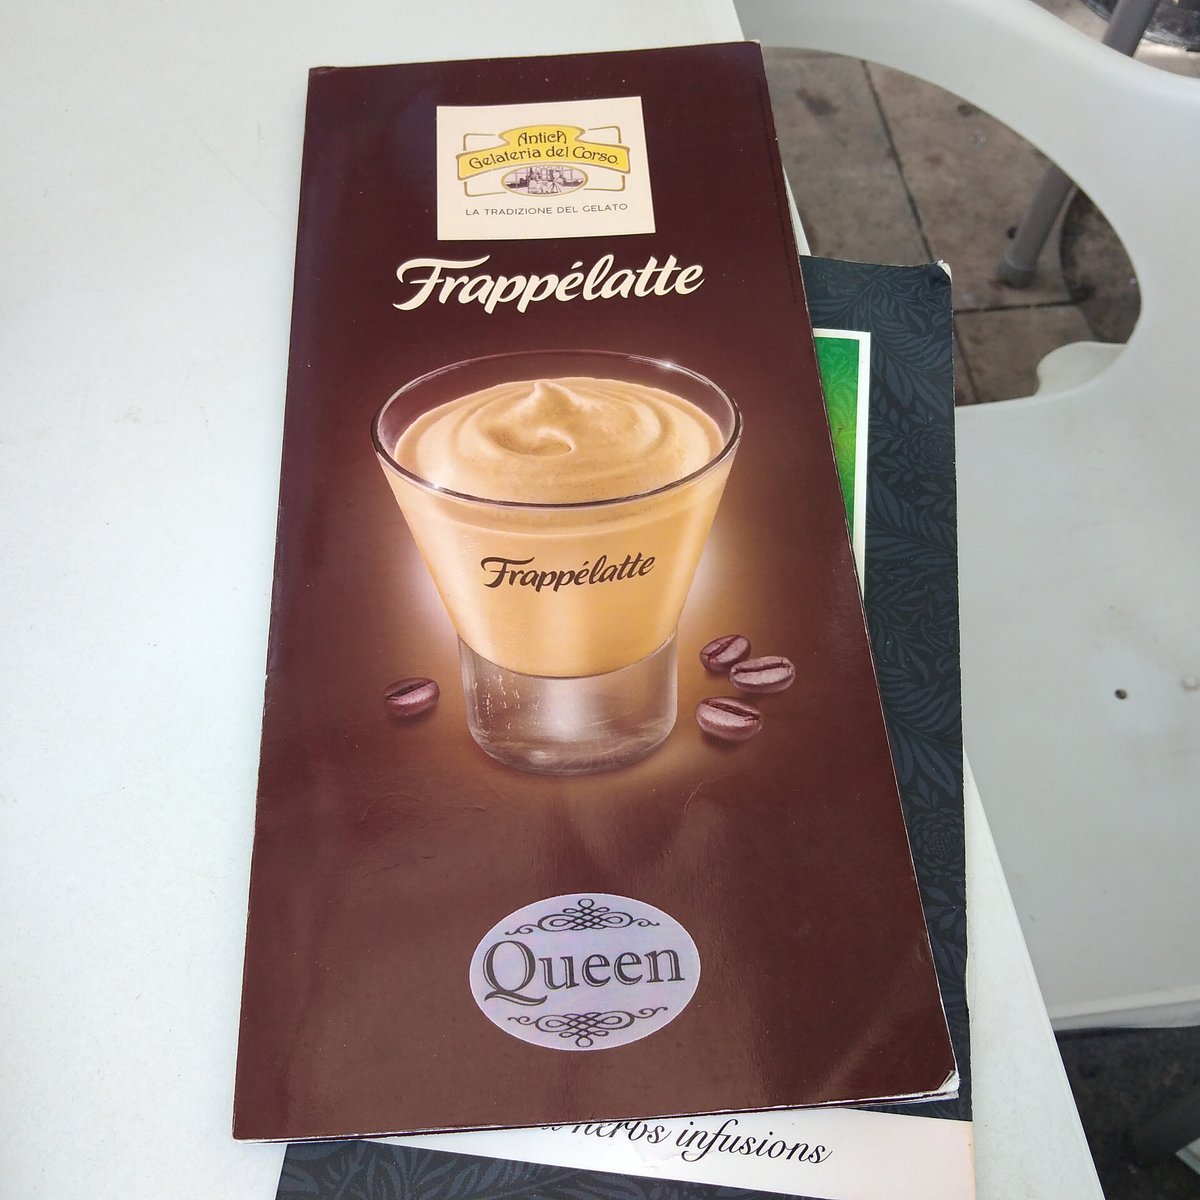 Antica
Gelateria del Corso
LA TRADIZIONE DEL GELATO
Frappélatte
Frappélatte
Queen
herbs infusions